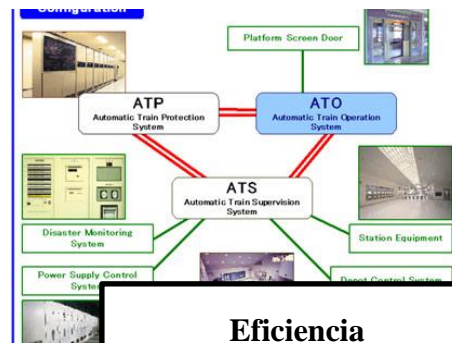 Configuration
Platform Screen Door
ATP
Automatic Train Protection
System
ATO
Automatic Train Operation
System
ATS
Automatic Train Supervision
System
Disaster Monitoring
System
Station Equipment
Power Supply Control
System
Depot Control System
Eficiencia